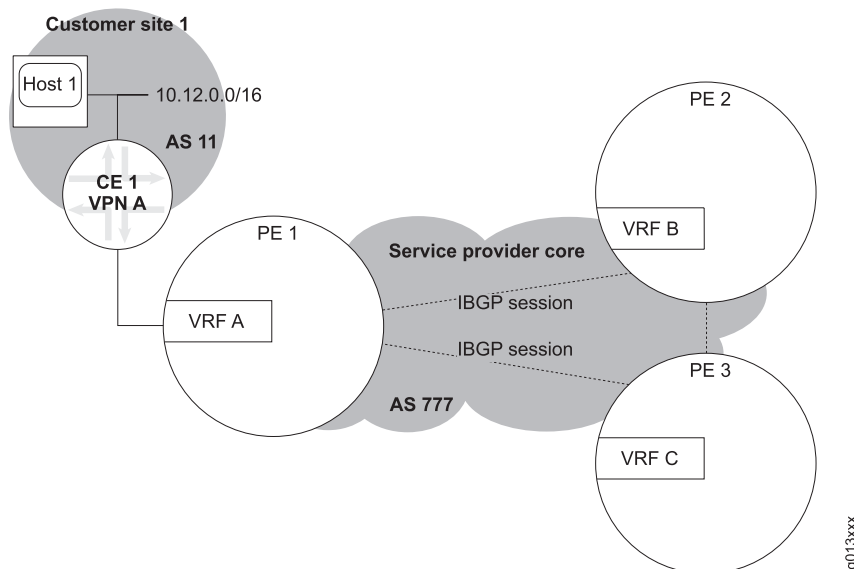 Customer site 1
Host 1
10.12.0.0/16
AS 11
CE 1
VPN A
PE 1
VRF A
Service provider core
IBGP session
IBGP session
AS 777
PE 2
VRF B
PE 3
VRF C
g013xxx